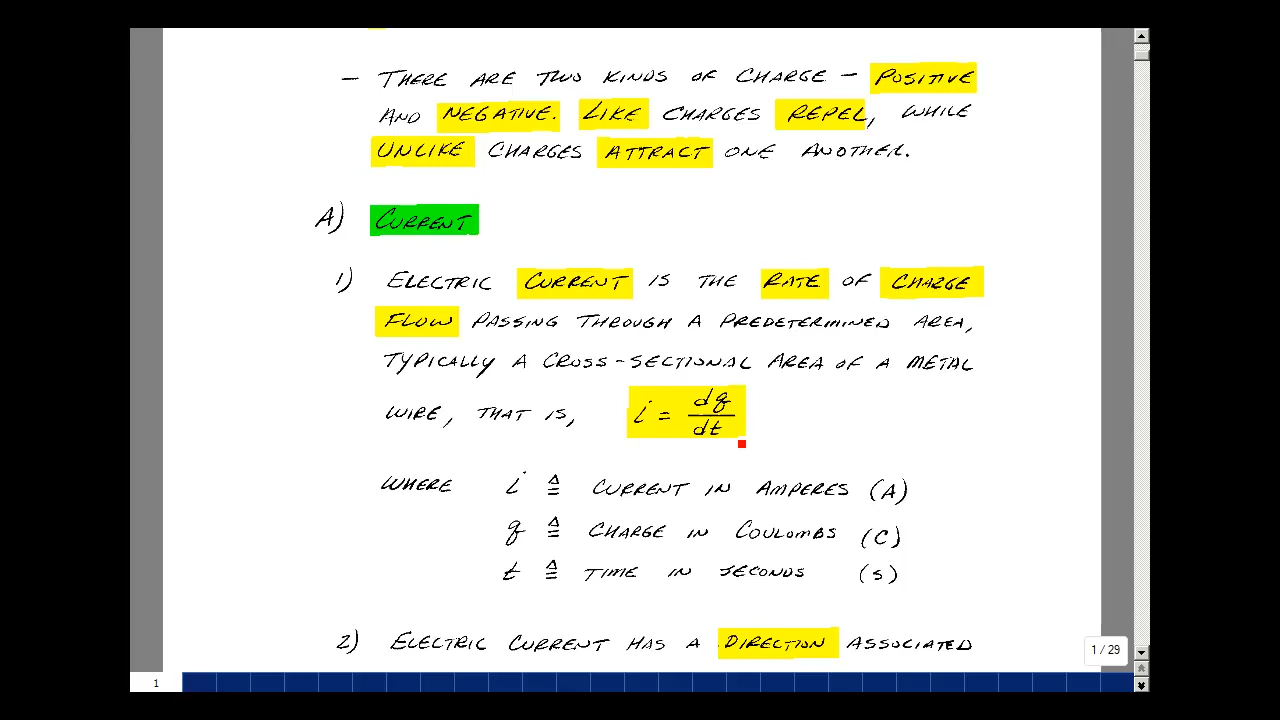 - THERE ARE TWO KINDS OF CHARGE - POSITIVE
AND NEGATIVE. LIKE CHARGES REPEL, WHILE
UNLIKE CHARGES ATTRACT ONE ANOTHER.
A) CURRENT
1) ELECTRIC CURRENT IS THE RATE OF CHARGE
FLOW PASSING THROUGH A PREDETERMINED AREA,
TYPICALLY A CROSS-SECTIONAL AREA OF A METAL
WIRE, THAT IS, i = dq/dt
WHERE i ≜ CURRENT IN AMPERES (A)
q ≜ CHARGE IN COULOMBS (C)
t ≜ TIME IN SECONDS (S)
2) ELECTRIC CURRENT HAS A DIRECTION ASSOCIATED
1 / 29
1